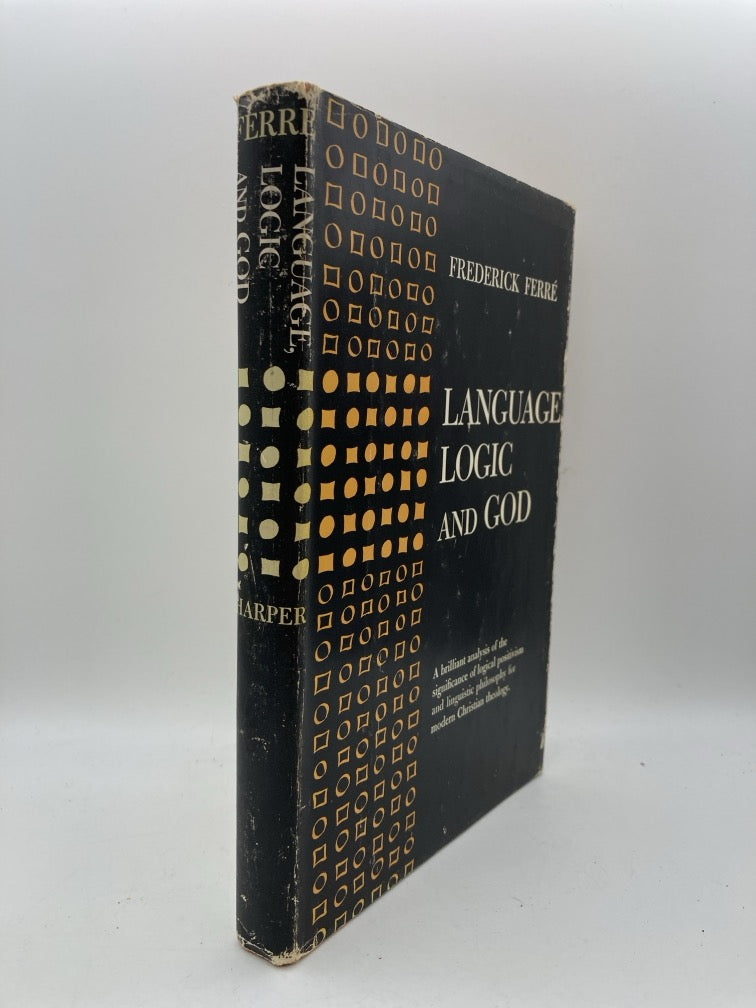 FERRÉ
LANGUAGE,
LOGIC
AND GOD
HARPER
FREDERICK FERRÉ
LANGUAGE
LOGIC
AND GOD
A brilliant analysis of the
significance of logical positivism
and linguistic philosophy for
modern Christian theology.